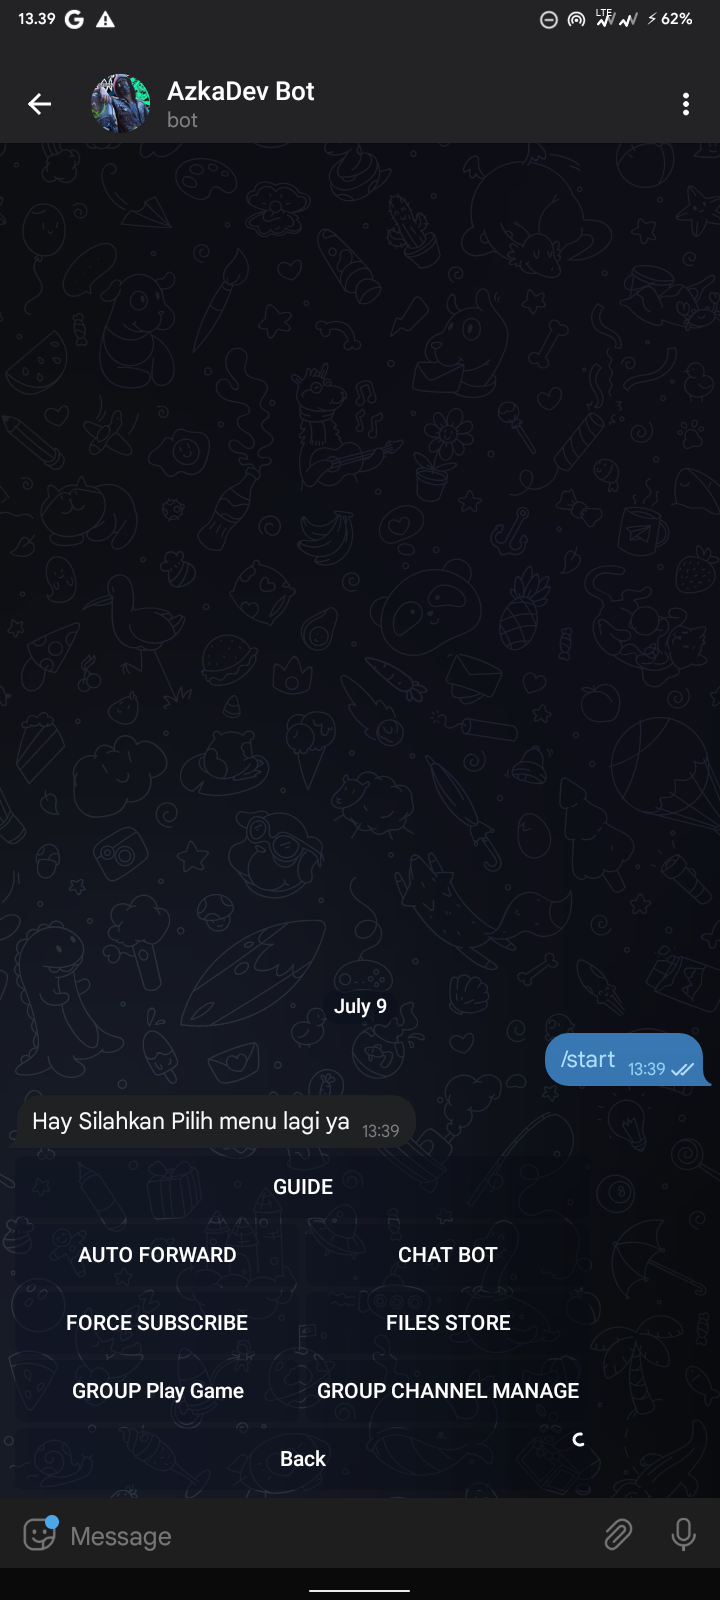 13.39 LTE 62%
AzkaDev Bot
bot
July 9
/start 13:39
Hay Silahkan Pilih menu lagi ya 13:39
GUIDE
AUTO FORWARD CHAT BOT
FORCE SUBSCRIBE FILES STORE
GROUP Play Game GROUP CHANNEL MANAGE
Back
Message